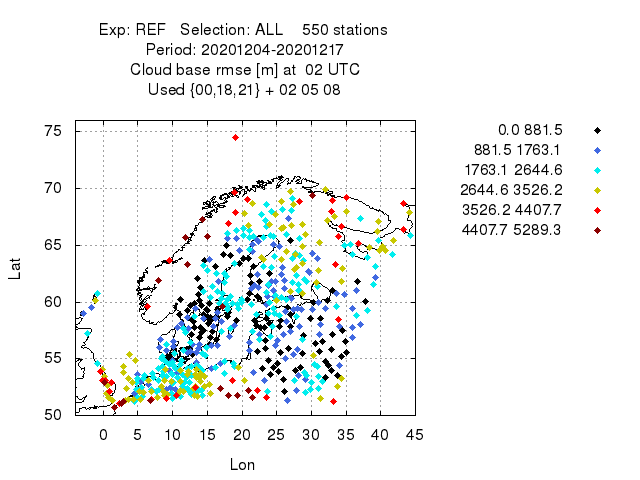 Exp: REF   Selection: ALL    550 stations
Period: 20201204-20201217
Cloud base rmse [m] at  02 UTC
Used {00,18,21} + 02 05 08
0.0 881.5
881.5 1763.1
1763.1 2644.6
2644.6 3526.2
3526.2 4407.7
4407.7 5289.3
75
70
65
60
55
50
Lat
0 5 10 15 20 25 30 35 40 45
Lon